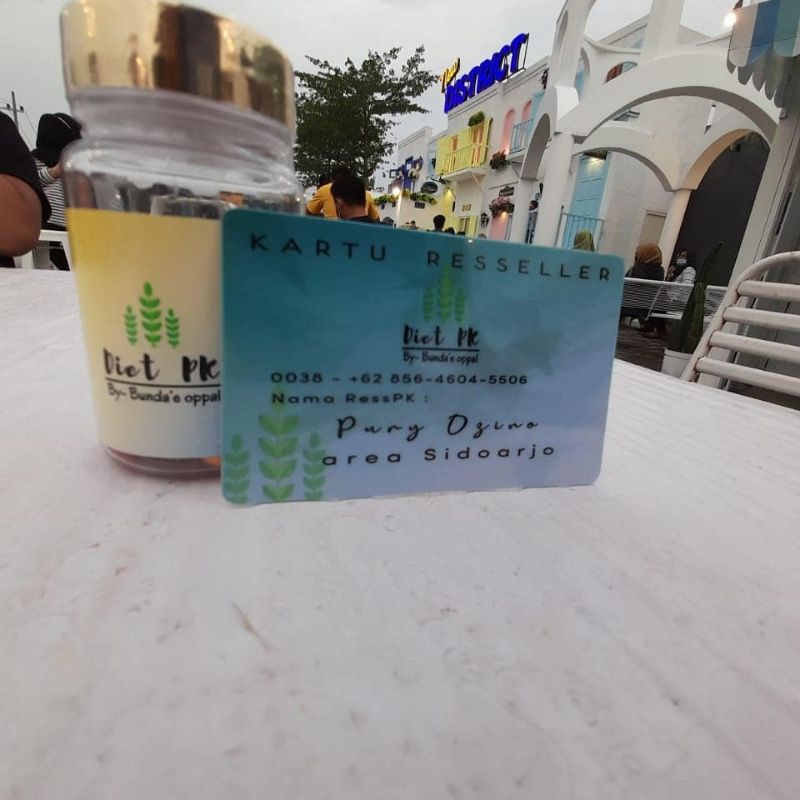 DISTRICT
Diet PK
By- Bunda's oppal
KARTU RESSELLER
Diet PK
By- Bunda's oppal
0038 - +62 856-4604-5506
Nama RessPK :
Puny Ozino
area Sidoarjo